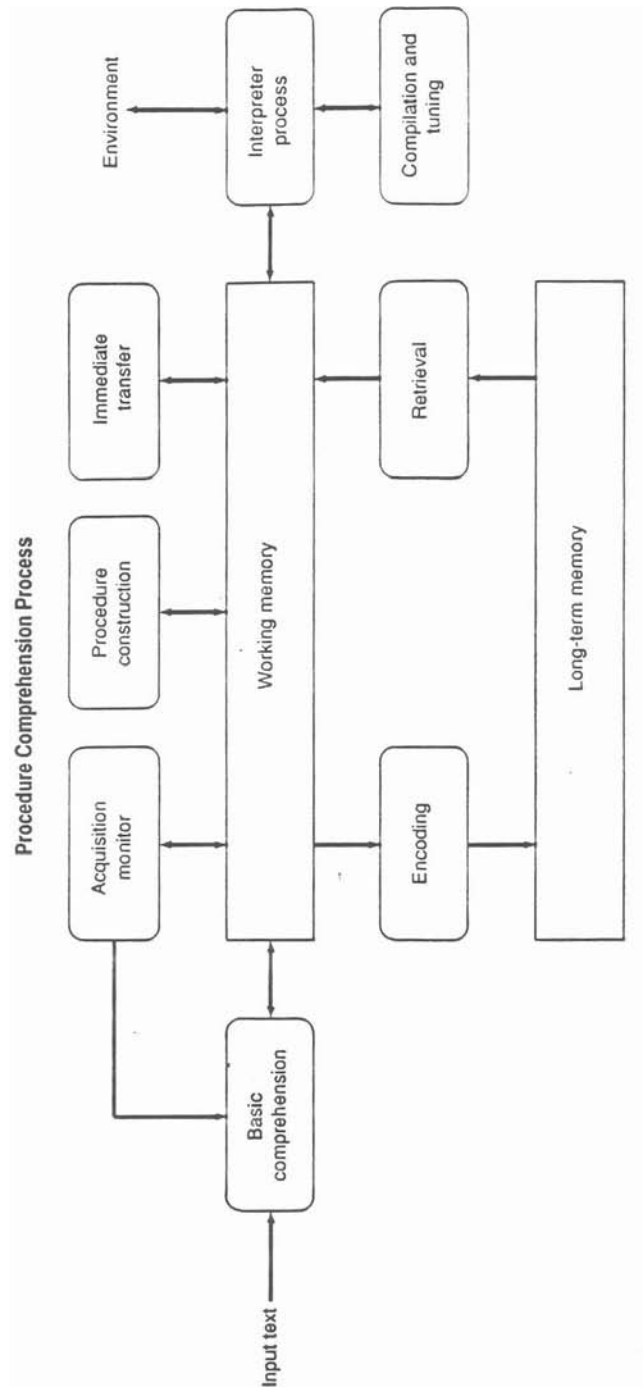 Procedure Comprehension Process
Acquisition
monitor
Procedure
construction
Immediate
transfer
Environment
Input text
Basic
comprehension
Working memory
Interpreter
process
Encoding
Retrieval
Compilation and
tuning
Long-term memory